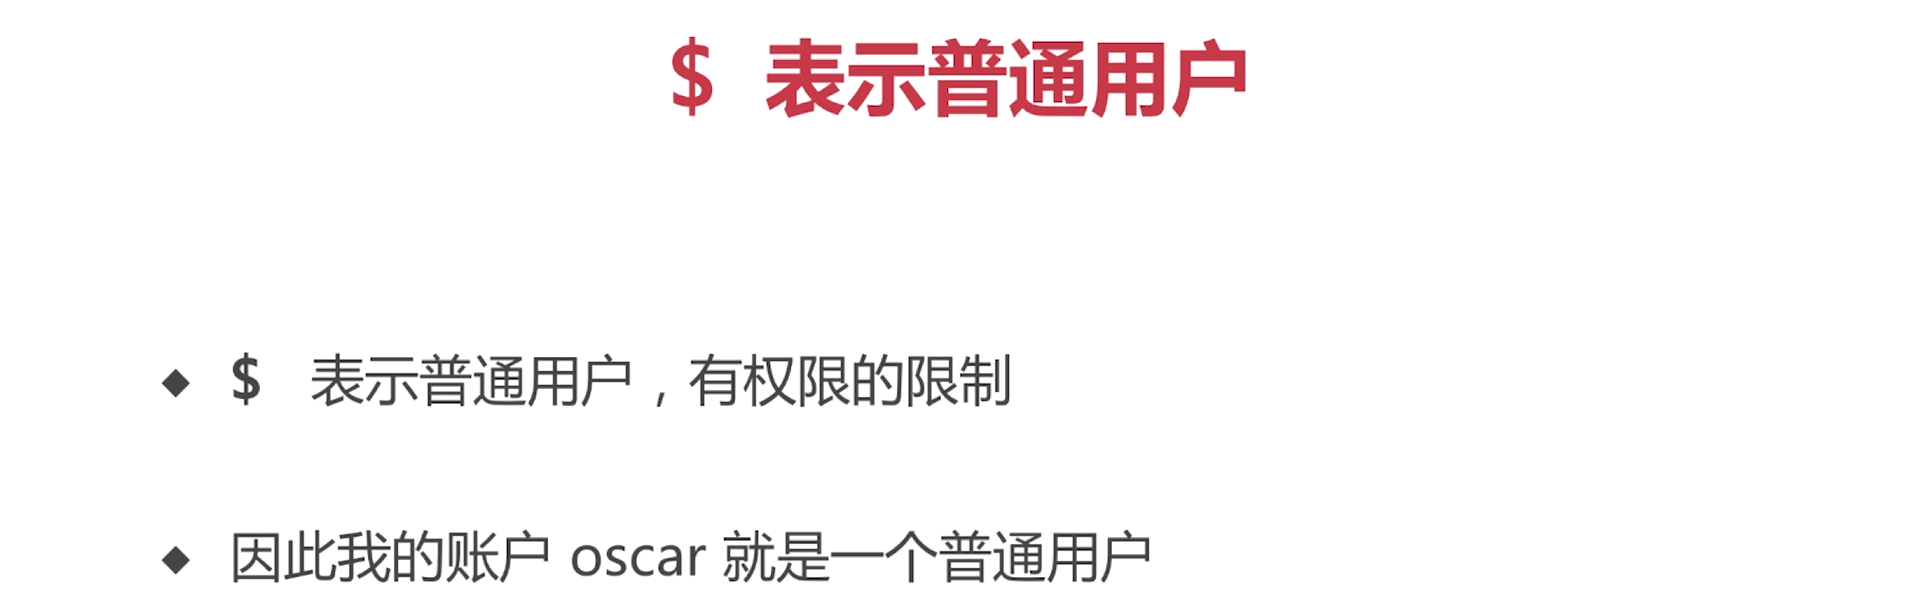 $ 表示普通用户
◆ $ 表示普通用户，有权限的限制
◆ 因此我的账户 oscar 就是一个普通用户